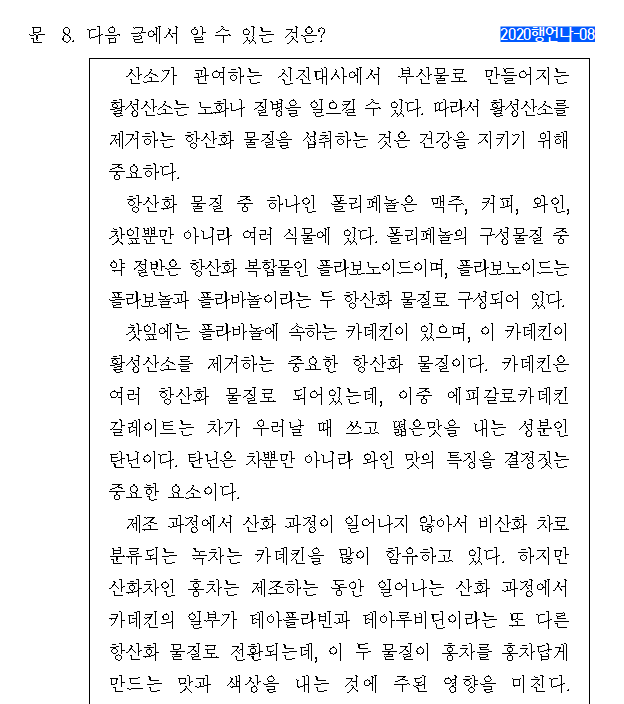 문 8. 다음 글에서 알 수 있는 것은?
2020행언나-08
산소가 관여하는 신진대사에서 부산물로 만들어지는
활성산소는 노화나 질병을 일으킬 수 있다. 따라서 활성산소를
제거하는 항산화 물질을 섭취하는 것은 건강을 지키기 위해
중요하다.
항산화 물질 중 하나인 폴리페놀은 맥주, 커피, 와인,
찻잎뿐만 아니라 여러 식물에 있다. 폴리페놀의 구성물질 중
약 절반은 항산화 복합물인 플라보노이드이며, 플라보노이드는
플라보놀과 플라바놀이라는 두 항산화 물질로 구성되어 있다.
찻잎에는 플라바놀에 속하는 카데킨이 있으며, 이 카데킨이
활성산소를 제거하는 중요한 항산화 물질이다. 카데킨은
여러 항산화 물질로 되어있는데, 이중 에피갈로카데킨
갈레이트는 차가 우러날 때 쓰고 떫은맛을 내는 성분인
탄닌이다. 탄닌은 차뿐만 아니라 와인 맛의 특징을 결정짓는
중요한 요소이다.
제조 과정에서 산화 과정이 일어나지 않아서 비산화 차로
분류되는 녹차는 카데킨을 많이 함유하고 있다. 하지만
산화차인 홍차는 제조하는 동안 일어나는 산화 과정에서
카데킨의 일부가 테아플라빈과 테아루비딘이라는 또 다른
항산화 물질로 전환되는데, 이 두 물질이 홍차를 홍차답게
만드는 맛과 색상을 내는 것에 주된 영향을 미친다.